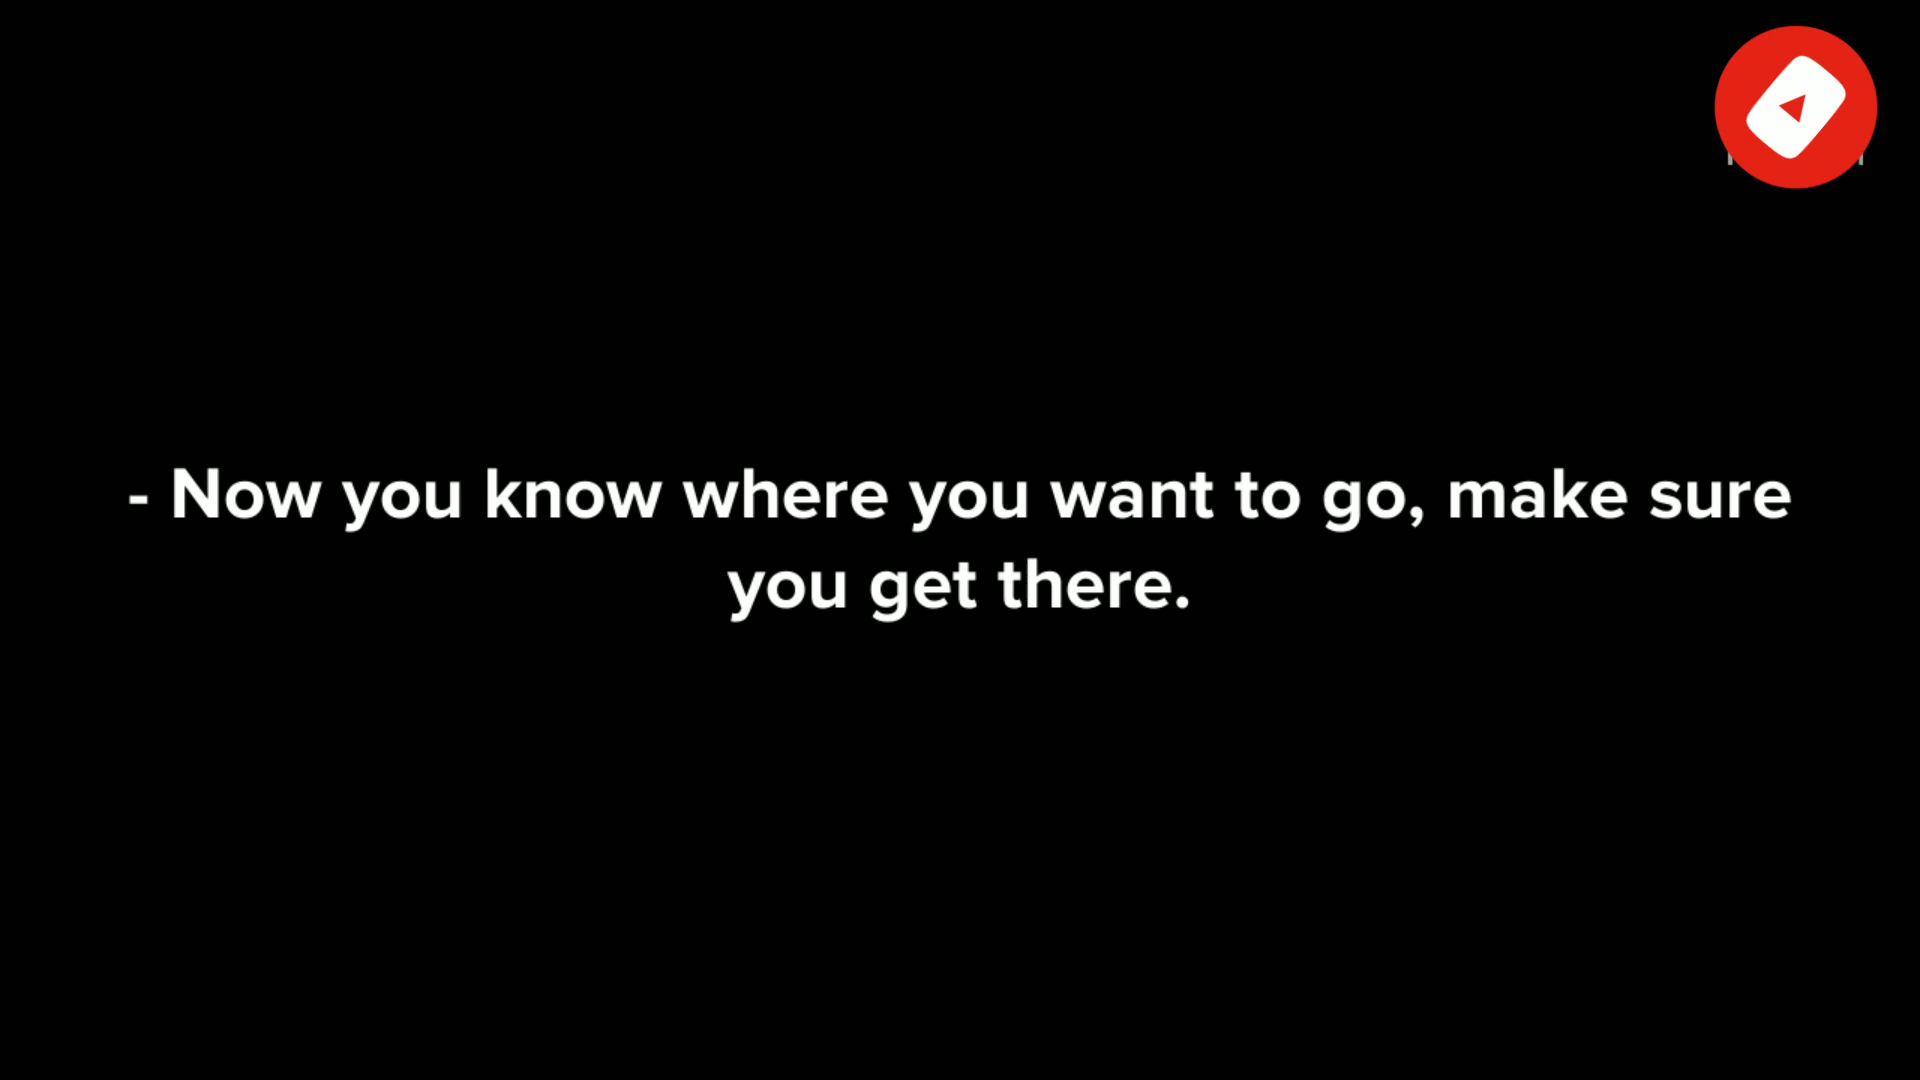 - Now you know where you want to go, make sure
you get there.